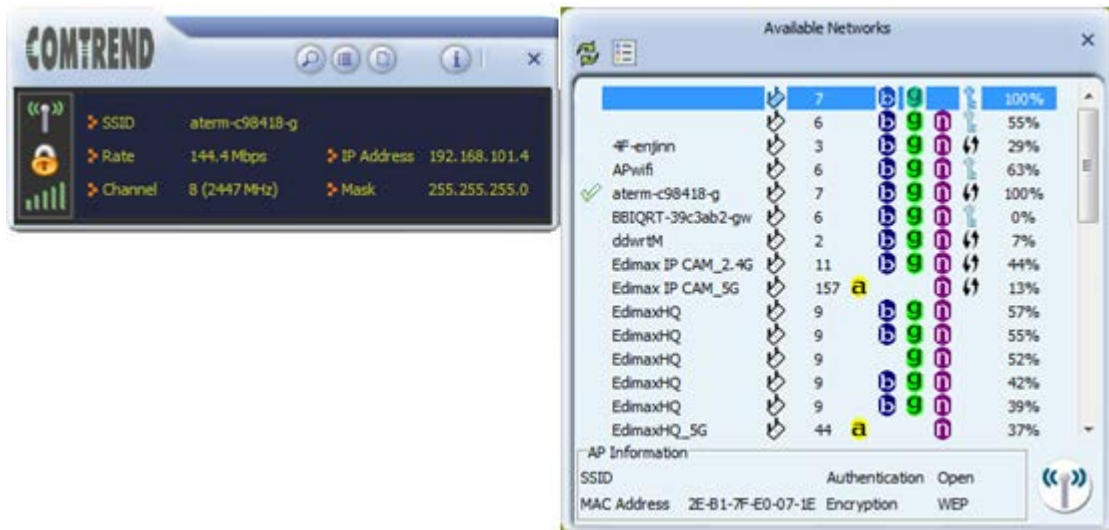 COMTREND
SSID aterm-c98418-g
Rate 144.4 Mbps IP Address 192.168.101.4
Channel 8 (2447 MHz) Mask 255.255.255.0
Available Networks
7 b g 100%
6 b g n 55%
4F-enjinn 3 b g n 29%
APwifi 6 b g n 63%
aterm-c98418-g 7 b g n 100%
BBIQRT-39c3ab2-gw 6 b g n 0%
ddwrtM 2 b g n 7%
Edimax IP CAM_2.4G 11 b g n 44%
Edimax IP CAM_5G 157 a n 13%
EdimaxHQ 9 b g n 57%
EdimaxHQ 9 b g n 55%
EdimaxHQ 9 g n 52%
EdimaxHQ 9 b g n 42%
EdimaxHQ 9 b g n 39%
EdimaxHQ_5G 44 a n 37%
AP Information
SSID Authentication Open
MAC Address 2E-B1-7F-E0-07-1E Encryption WEP